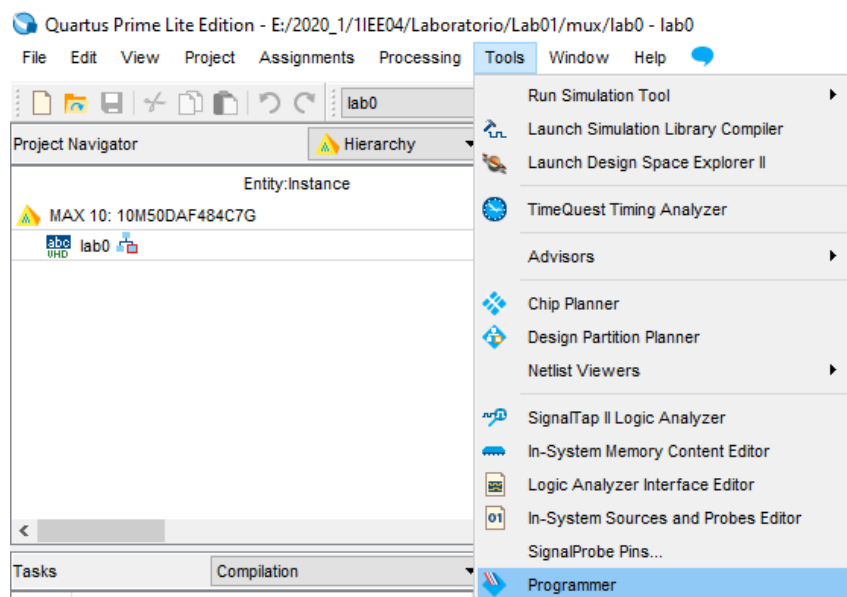 Quartus Prime Lite Edition - E:/2020_1/1IEE04/Laboratorio/Lab01/mux/lab0 - lab0
File Edit View Project Assignments Processing Tools Window Help
lab0
Project Navigator Hierarchy
Entity:Instance
MAX 10: 10M50DAF484C7G
abc
VHD
lab0
Tasks Compilation
Run Simulation Tool
Launch Simulation Library Compiler
Launch Design Space Explorer II
TimeQuest Timing Analyzer
Advisors
Chip Planner
Design Partition Planner
Netlist Viewers
SignalTap II Logic Analyzer
In-System Memory Content Editor
Logic Analyzer Interface Editor
01 In-System Sources and Probes Editor
SignalProbe Pins...
Programmer